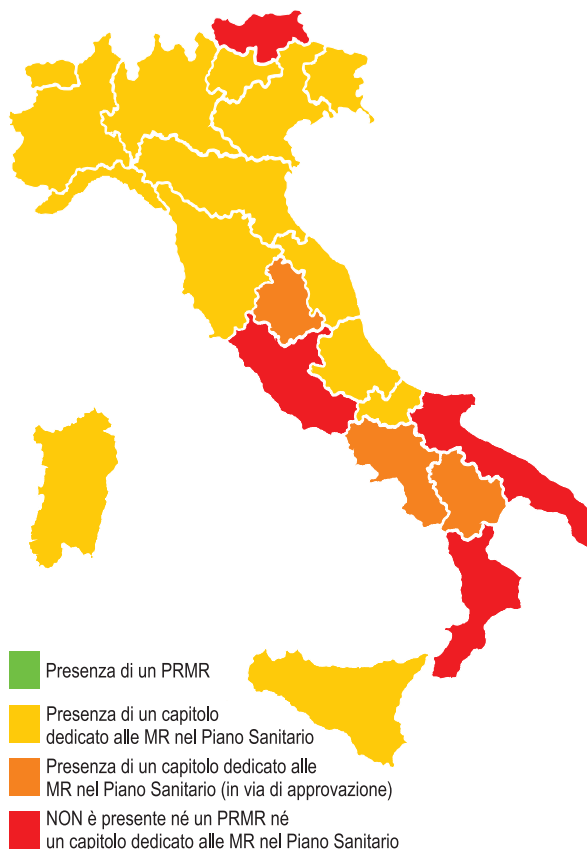 Presenza di un PRMR
Presenza di un capitolo
dedicato alle MR nel Piano Sanitario
Presenza di un capitolo dedicato alle
MR nel Piano Sanitario (in via di approvazione)
NON è presente né un PRMR né
un capitolo dedicato alle MR nel Piano Sanitario